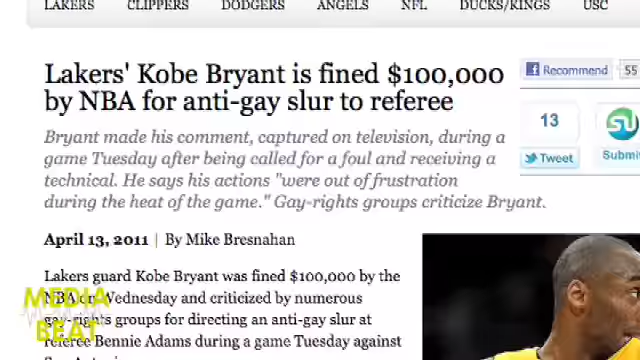 LAKERS CLIPPERS DODGERS ANGELS NFL DUCKS/KINGS USC
Lakers' Kobe Bryant is fined $100,000
by NBA for anti-gay slur to referee
Recommend 55
13
Tweet
Submit
Bryant made his comment, captured on television, during a
game Tuesday after being called for a foul and receiving a
technical. He says his actions "were out of frustration
during the heat of the game." Gay-rights groups criticize Bryant.
April 13, 2011 | By Mike Bresnahan
Lakers guard Kobe Bryant was fined $100,000 by the
NBA on Wednesday and criticized by numerous
gay-rights groups for directing an anti-gay slur at
referee Bennie Adams during a game Tuesday against
MEDIA
BEAT